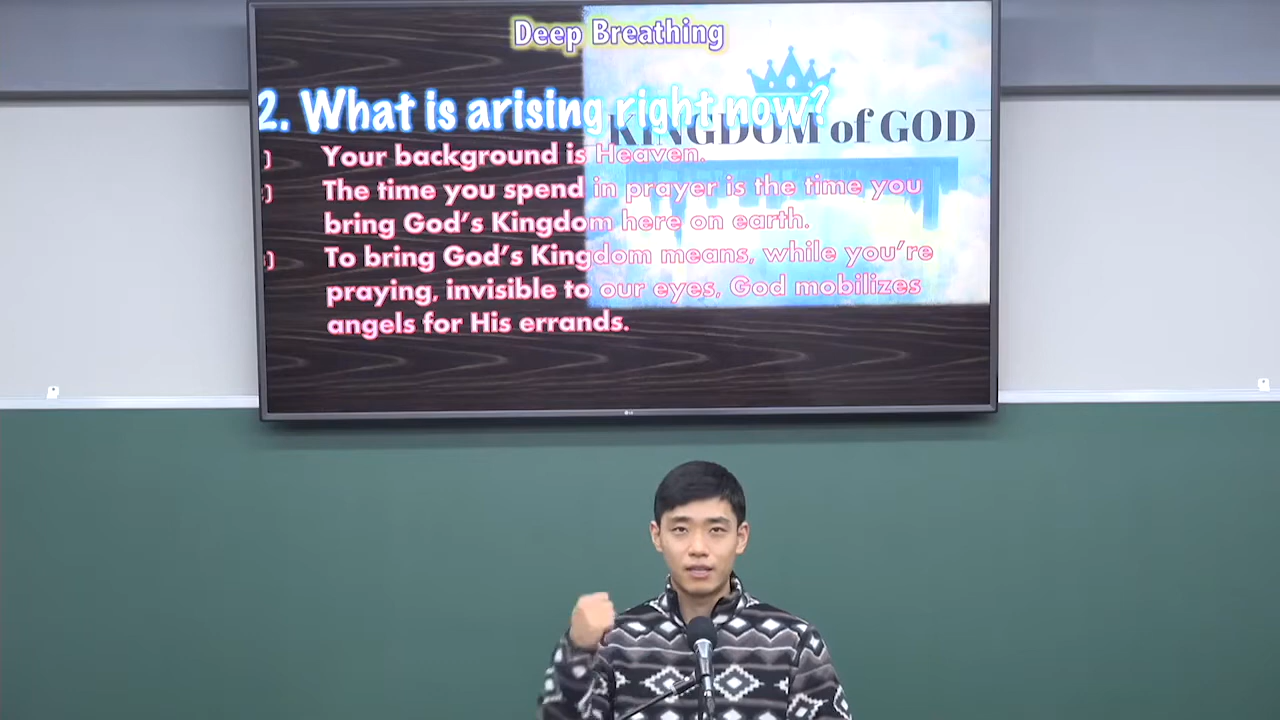 Deep Breathing
2. What is arising right now?
KINGDOM of GOD
) Your background is Heaven.
) The time you spend in prayer is the time you
bring God's Kingdom here on earth.
) To bring God's Kingdom means, while you're
praying, invisible to our eyes, God mobilizes
angels for His errands.
LG